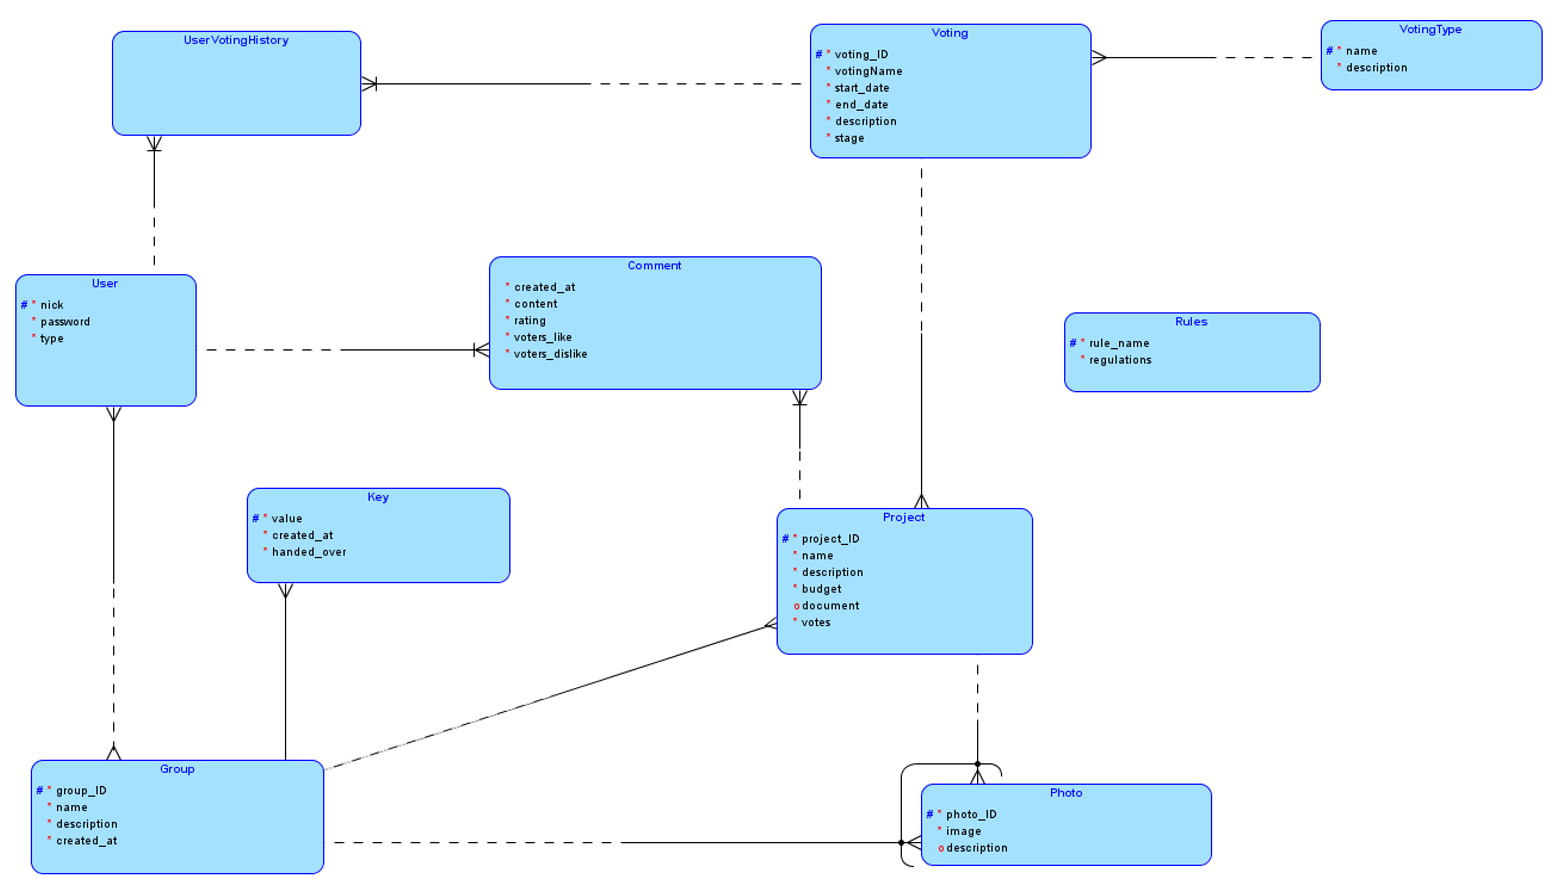 UserVotingHistory
Voting
# * voting_ID
* votingName
* start_date
* end_date
* description
* stage
VotingType
# * name
* description
User
# * nick
* password
* type
Comment
* created_at
* content
* rating
* voters_like
* voters_dislike
Rules
# * rule_name
* regulations
Key
# * value
* created_at
* handed_over
Project
# * project_ID
* name
* description
* budget
o document
* votes
Group
# * group_ID
* name
* description
* created_at
Photo
# * photo_ID
* image
o description